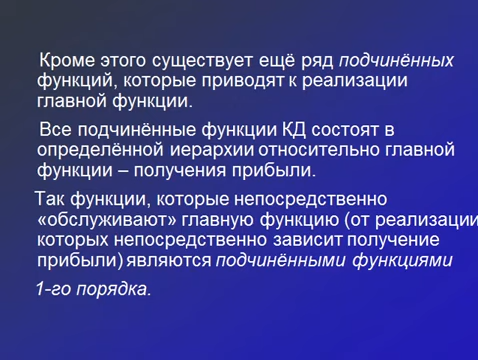 Кроме этого существует ещё ряд подчинённых
функций, которые приводят к реализации
главной функции.
Все подчинённые функции КД состоят в
определённой иерархии относительно главной
функции – получения прибыли.
Так функции, которые непосредственно
«обслуживают» главную функцию (от реализации
которых непосредственно зависит получение
прибыли) являются подчинёнными функциями
1-го порядка.